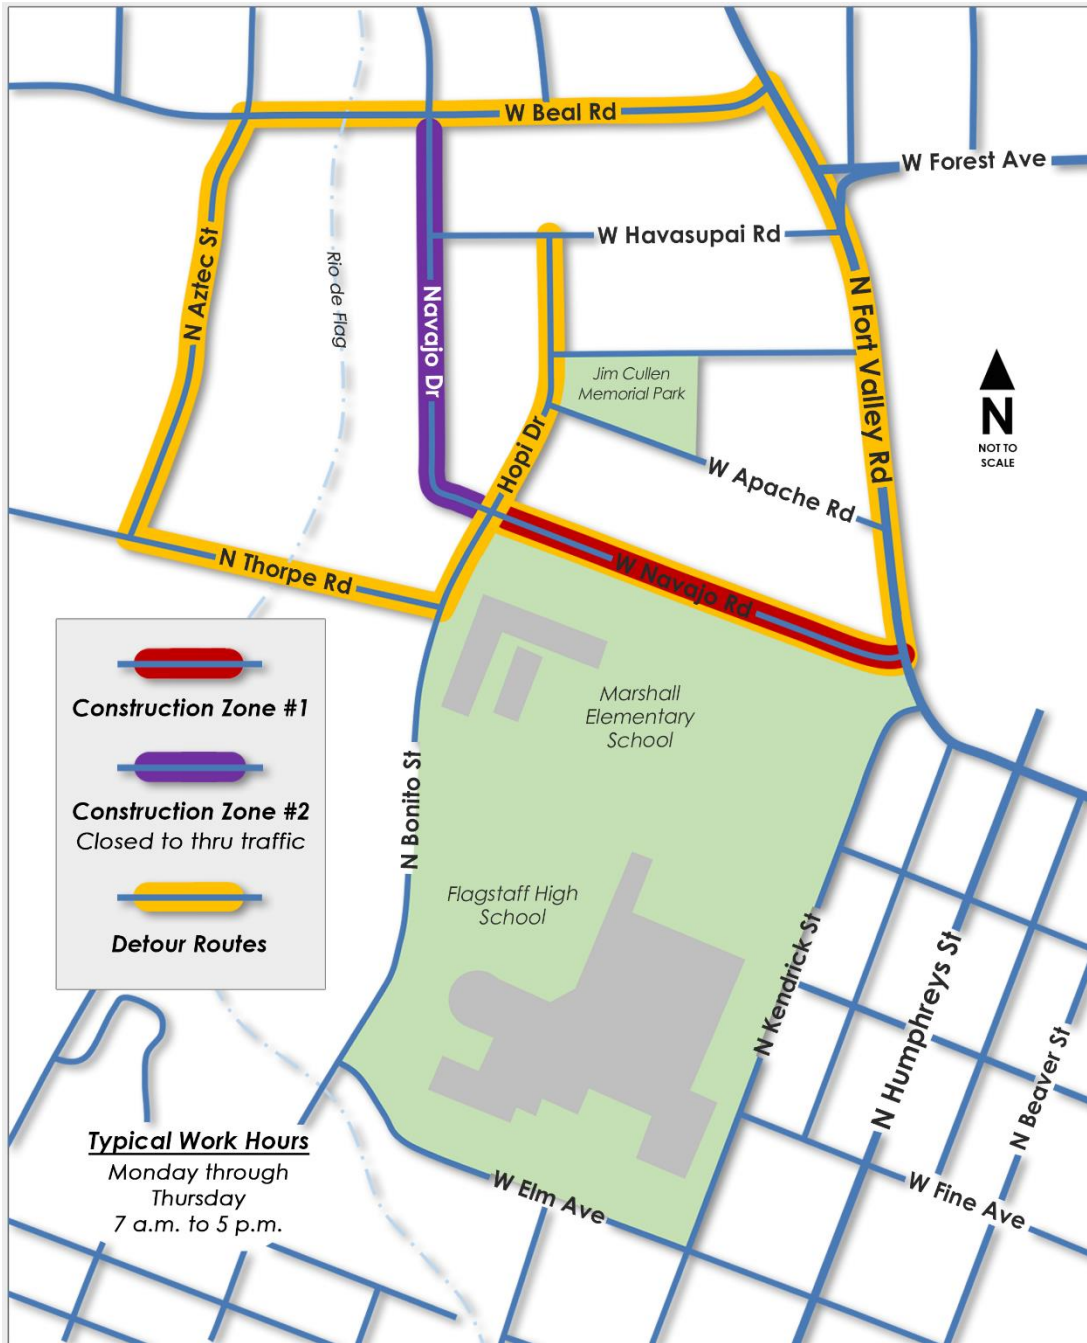 W Beal Rd
W Forest Ave
W Havasupai Rd
N Aztec St
Rio de Flag
Navajo Dr
N Fort Valley Rd
Jim Cullen
Memorial Park
N
NOT TO
SCALE
Hopi Dr
W Apache Rd
N Thorpe Rd
W Navajo Rd
Construction Zone #1
Construction Zone #2
Closed to thru traffic
Detour Routes
Marshall
Elementary
School
N Bonito St
Flagstaff High
School
N Kendrick St
N Humphreys St
N Beaver St
Typical Work Hours
Monday through
Thursday
7 a.m. to 5 p.m.
W Elm Ave
W Fine Ave